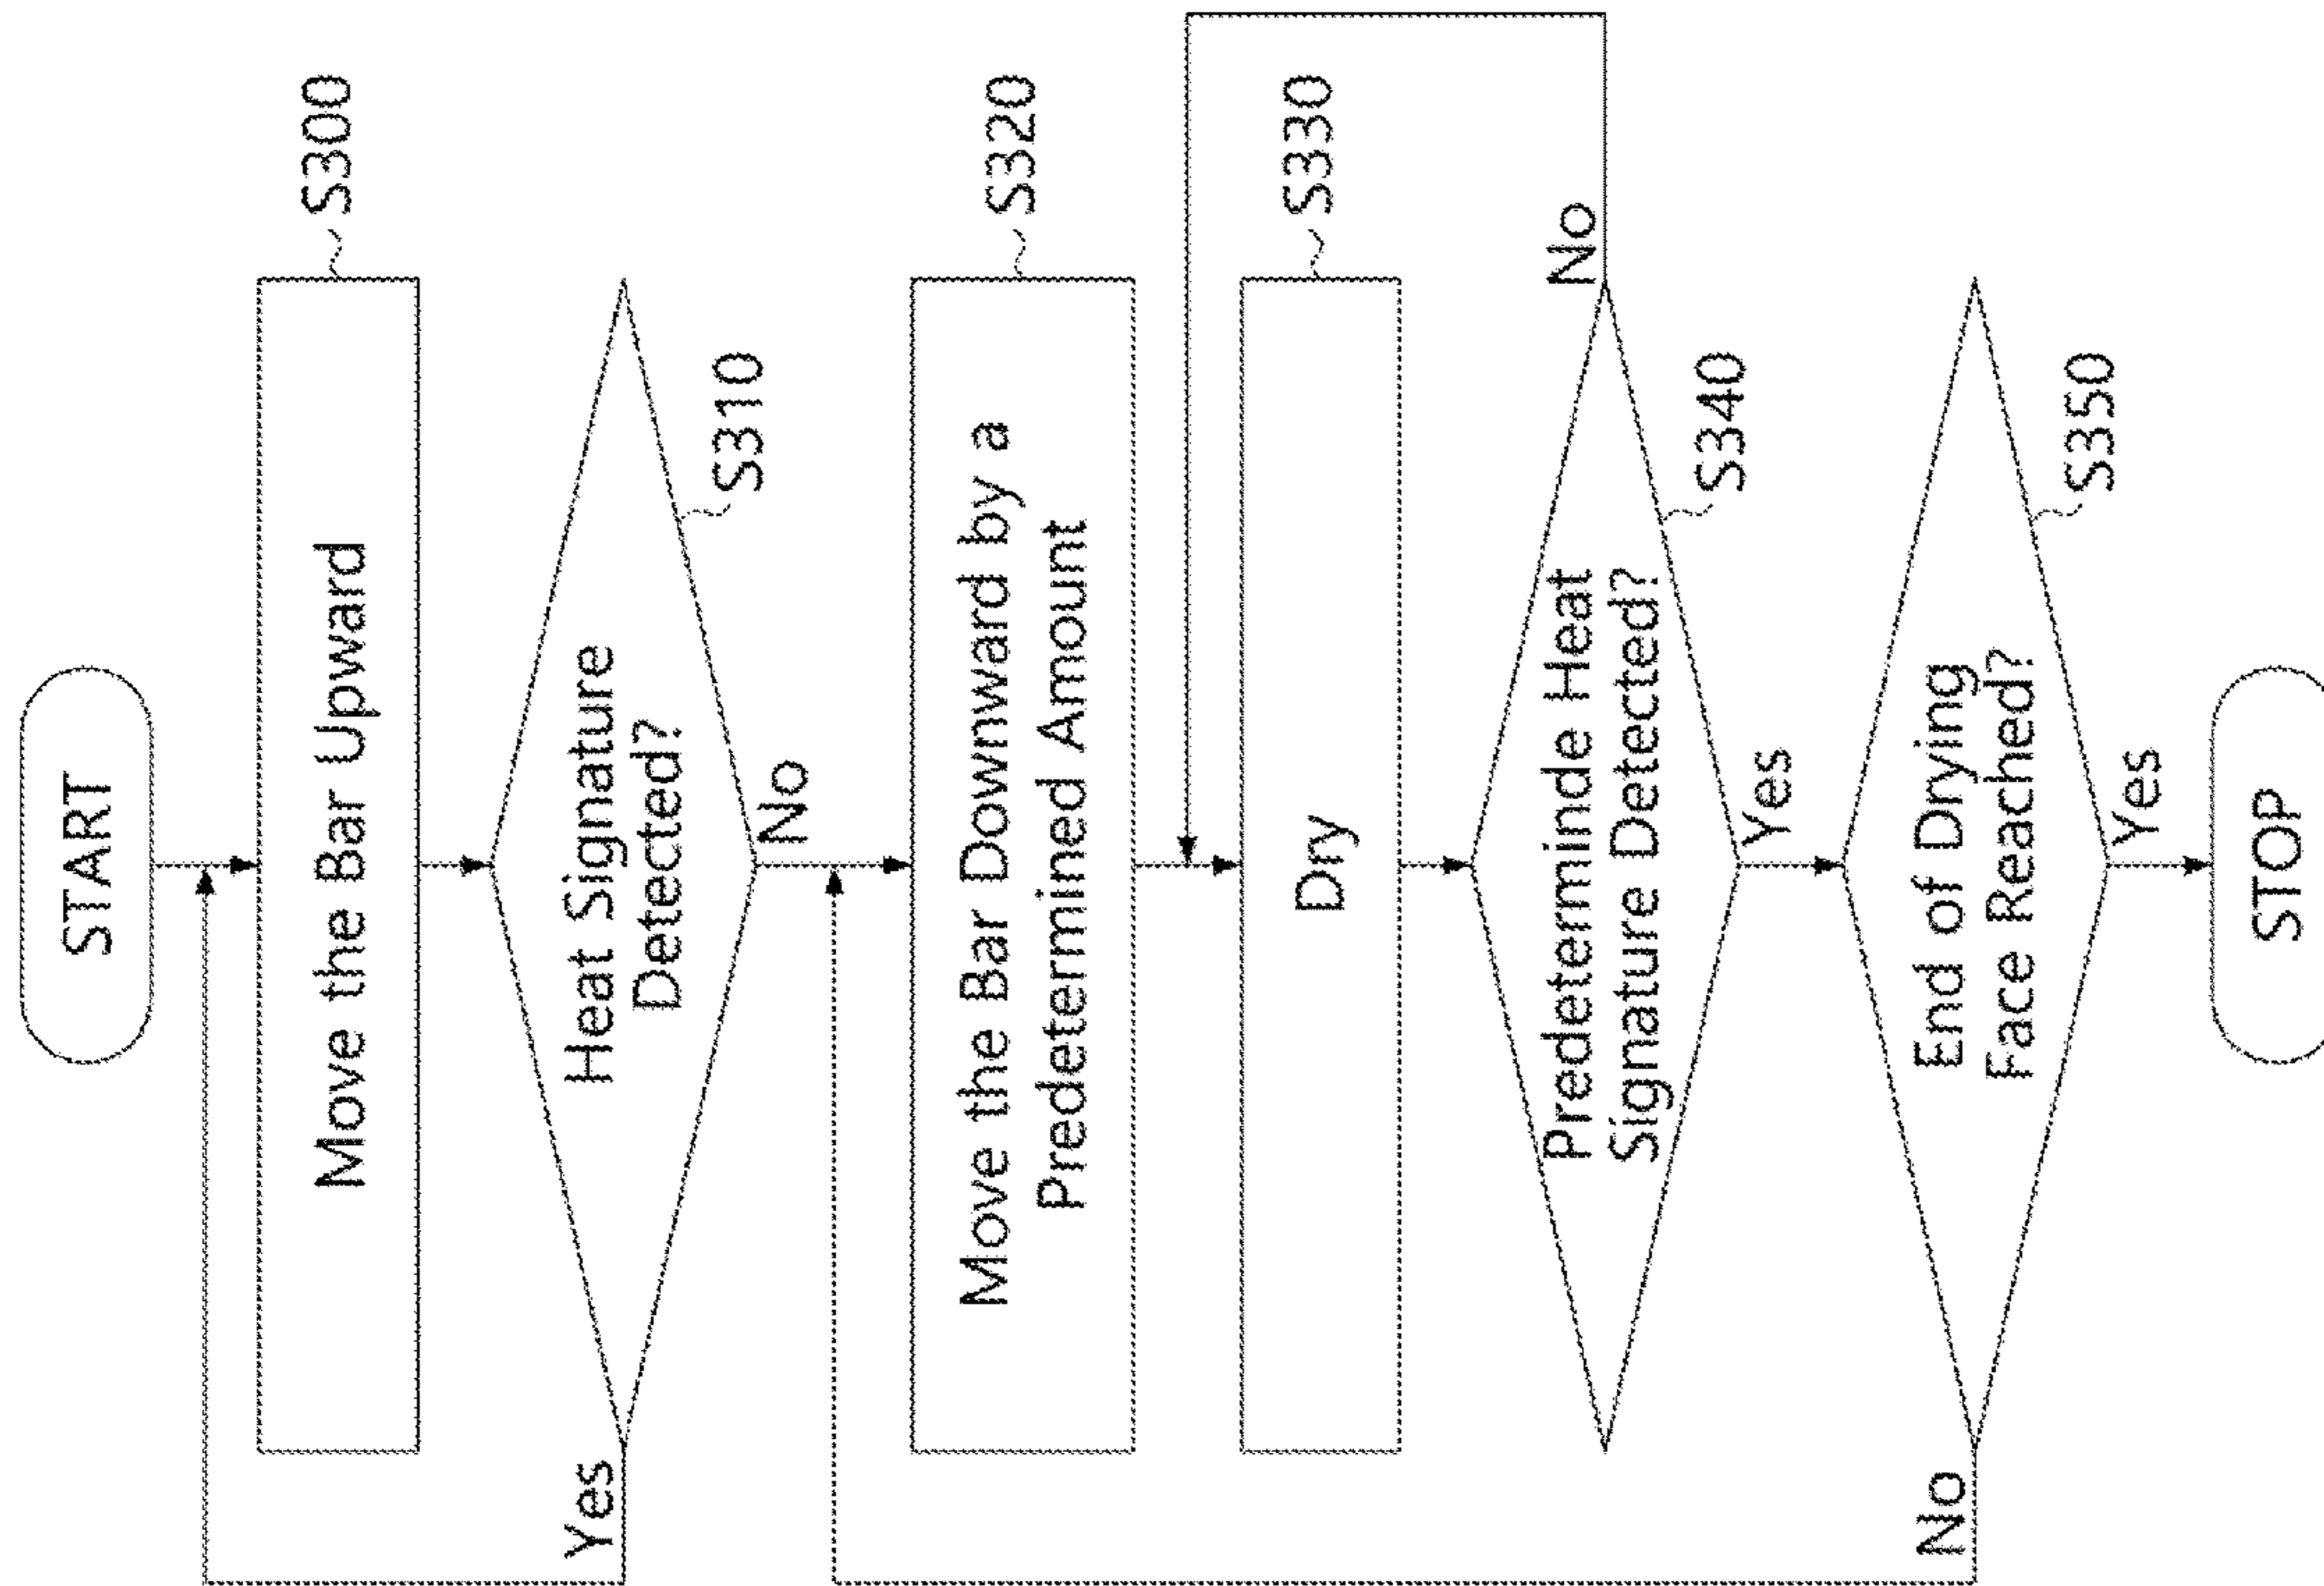 START
Move the Bar Upward
S300
Heat Signature
Detected?
S310
Yes
No
Move the Bar Downward by a
Predetermined Amount
S320
Dry
S330
Predeterminde Heat
Signature Detected?
S340
No
Yes
End of Drying
Face Reached?
S350
No
Yes
STOP